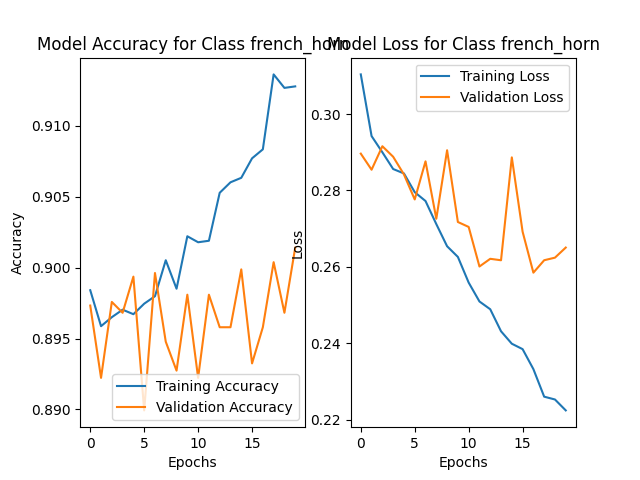 Model Accuracy for Class french_horn
Accuracy
0.910
0.905
0.900
0.895
0.890
0
5
10
15
Epochs
Training Accuracy
Validation Accuracy
Model Loss for Class french_horn
Loss
0.30
0.28
0.26
0.24
0.22
0
5
10
15
Epochs
Training Loss
Validation Loss